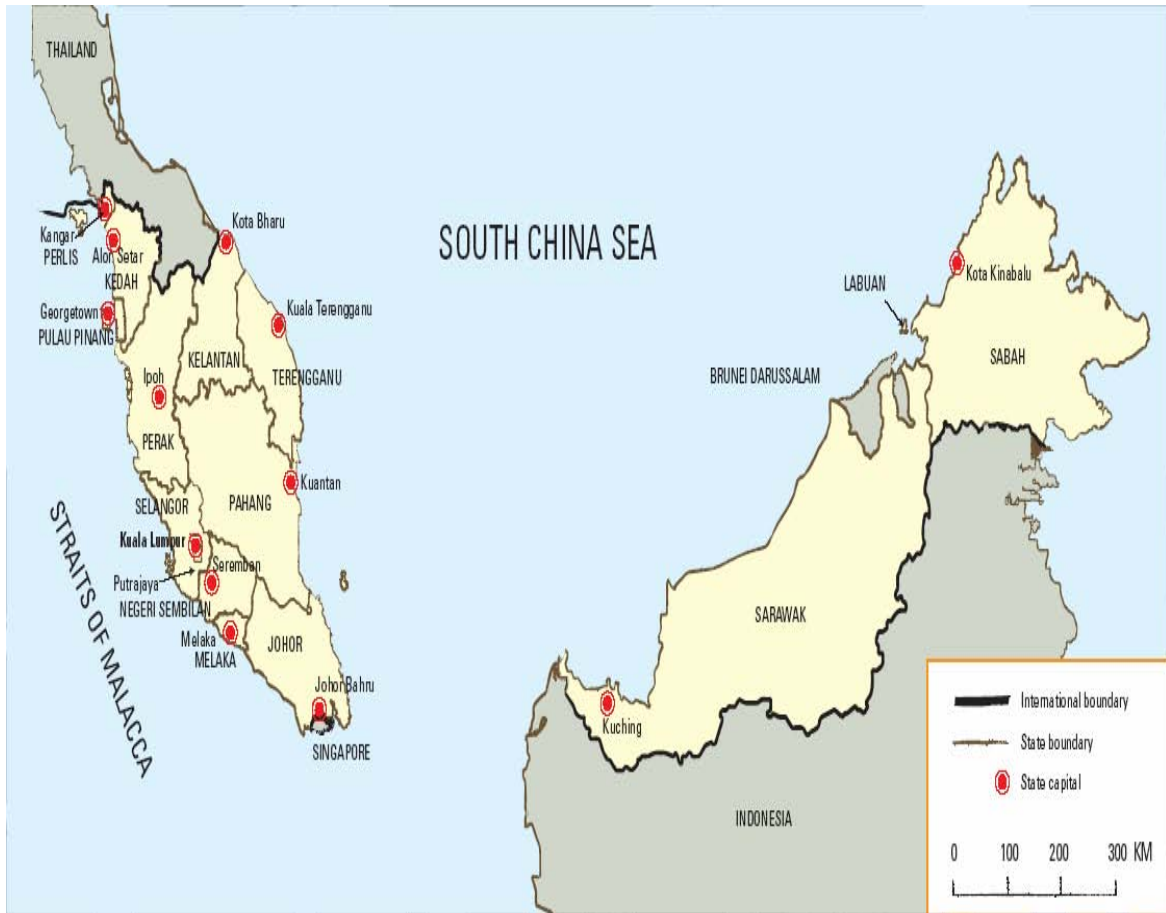 THAILAND
Kota Bharu
Kangar
PERLIS
Alor Setar
KEDAH
SOUTH CHINA SEA
Kota Kinabalu
LABUAN
Georgetown
PULAU PINANG
Kuala Terengganu
KELANTAN
SABAH
Ipoh
TERENGGANU
BRUNEI DARUSSALAM
PERAK
Kuantan
SELANGOR
PAHANG
STRAITS OF MALACCA
Kuala Lumpur
Seremban
Putrajaya
NEGERI SEMBILAN
SARAWAK
Melaka
MELAKA
JOHOR
Johor Bahru
SINGAPORE
Kuching
INDONESIA
International boundary
State boundary
State capital
0 100 200 300 KM